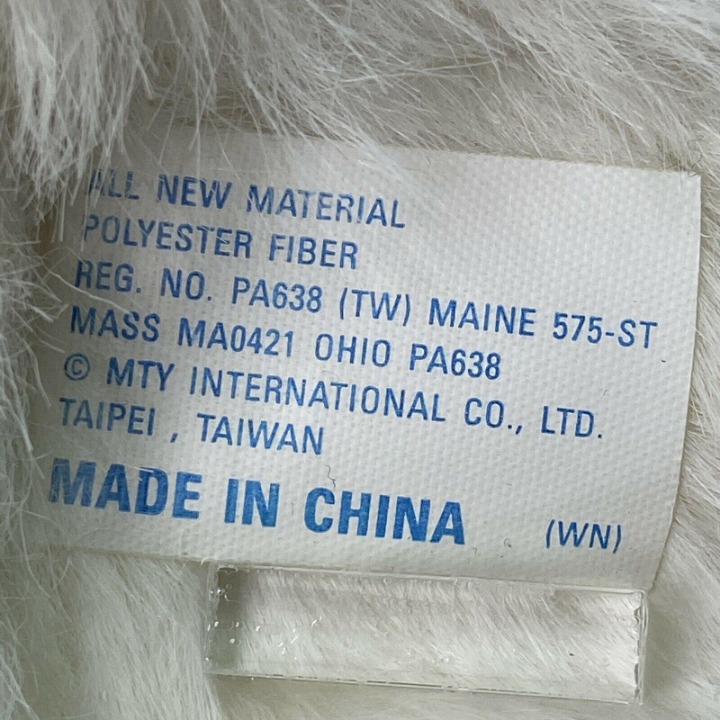 ALL NEW MATERIAL
POLYESTER FIBER
REG. NO. PA638 (TW) MAINE 575-ST
MASS MA0421 OHIO PA638
© MTY INTERNATIONAL CO., LTD.
TAIPEI , TAIWAN
MADE IN CHINA (WN)